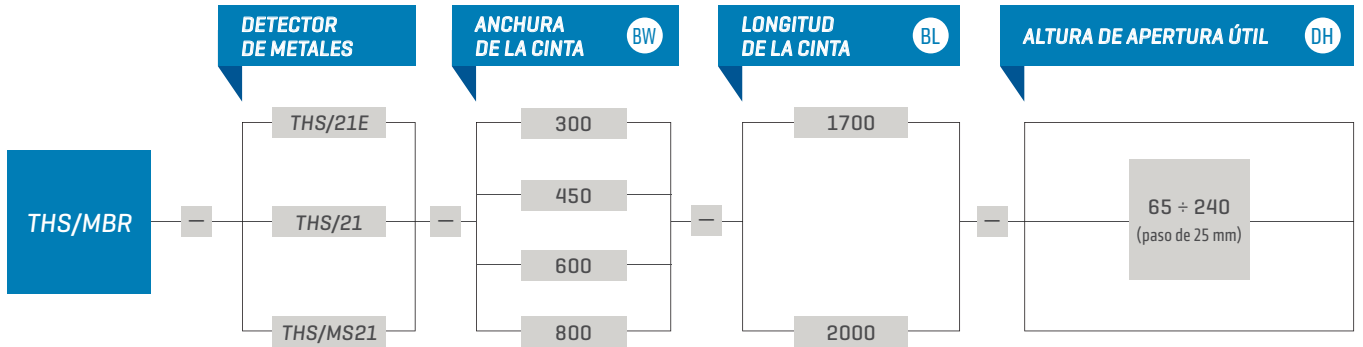 DETECTOR
DE METALES
ANCHURA
DE LA CINTA
BW
LONGITUD
DE LA CINTA
BL
ALTURA DE APERTURA ÚTIL
DH
THS/MBR
—
THS/21E
THS/21
THS/MS21
—
300
450
600
800
—
1700
2000
—
65 ÷ 240
(paso de 25 mm)